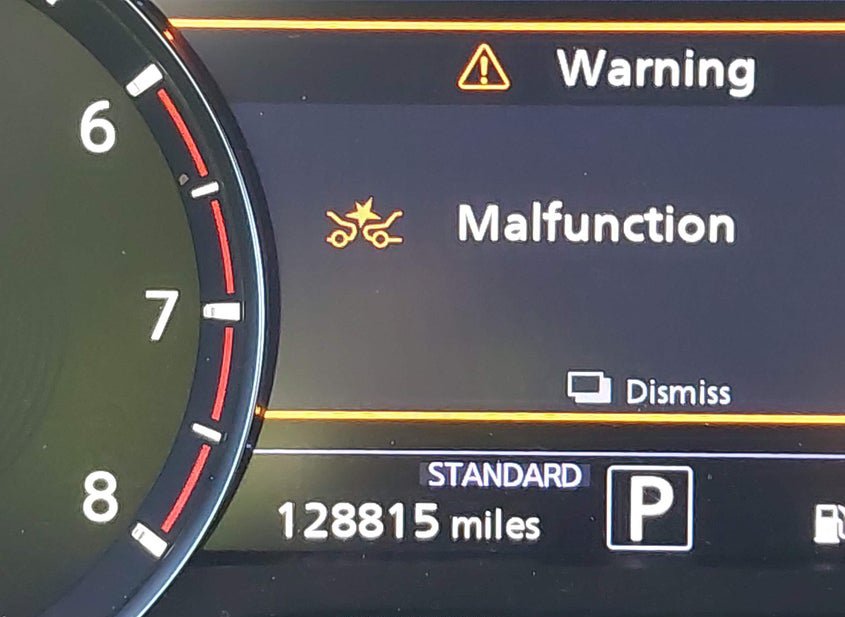 Warning
6
Malfunction
7
Dismiss
STANDARD
8
128815 miles
P